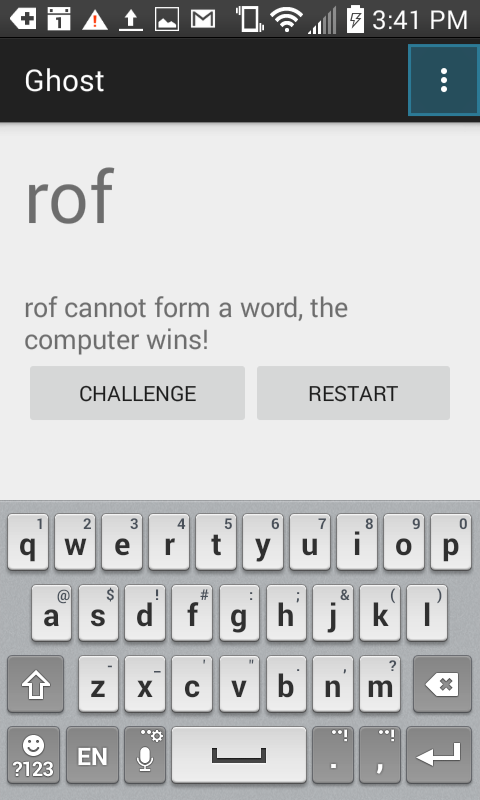 3:41 PM
Ghost
rof
rof cannot form a word, the
computer wins!
CHALLENGE RESTART
1 2 3 4 5 6 7 8 9 0
q w e r t y u i o p
@ $ ! # : ; & ( )
a s d f g h j k l
- _ ' " . , ?
z x c v b n m
?123 EN . ,